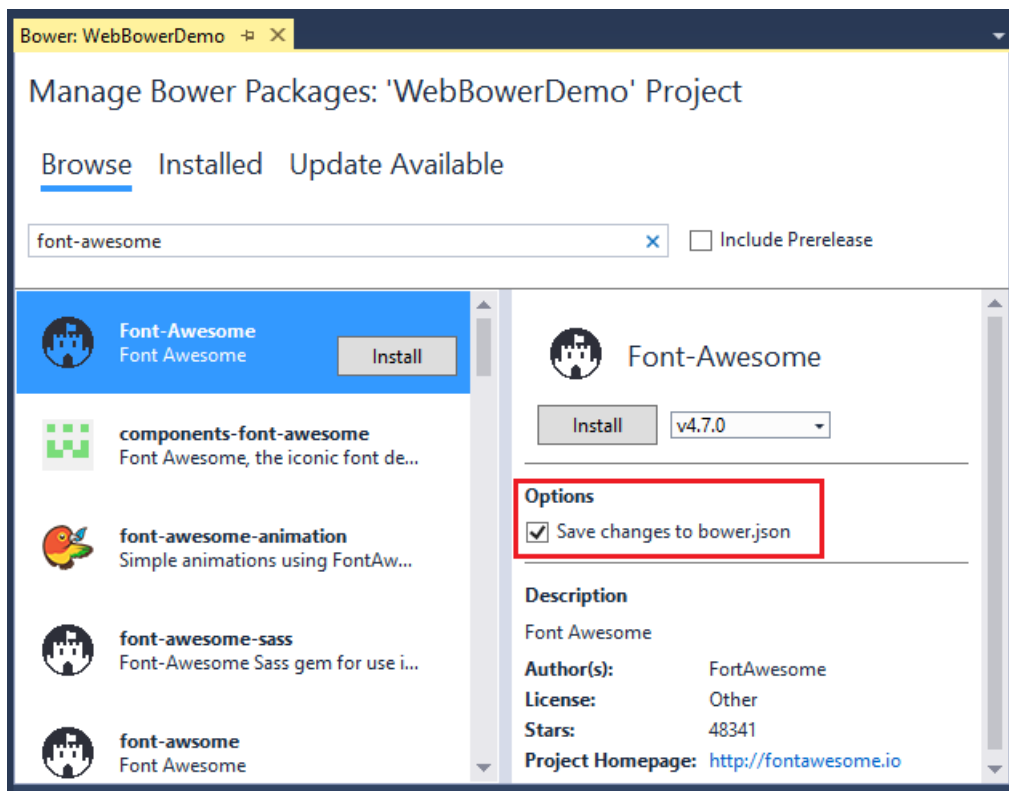 Bower: WebBowerDemo
Manage Bower Packages: 'WebBowerDemo' Project
Browse Installed Update Available
font-awesome
Include Prerelease
Font-Awesome
Font Awesome
Install
components-font-awesome
Font Awesome, the iconic font de...
font-awesome-animation
Simple animations using FontAw...
font-awesome-sass
Font-Awesome Sass gem for use i...
font-awsome
Font Awesome
Font-Awesome
Install v4.7.0
Options
Save changes to bower.json
Description
Font Awesome
Author(s): FortAwesome
License: Other
Stars: 48341
Project Homepage: http://fontawesome.io